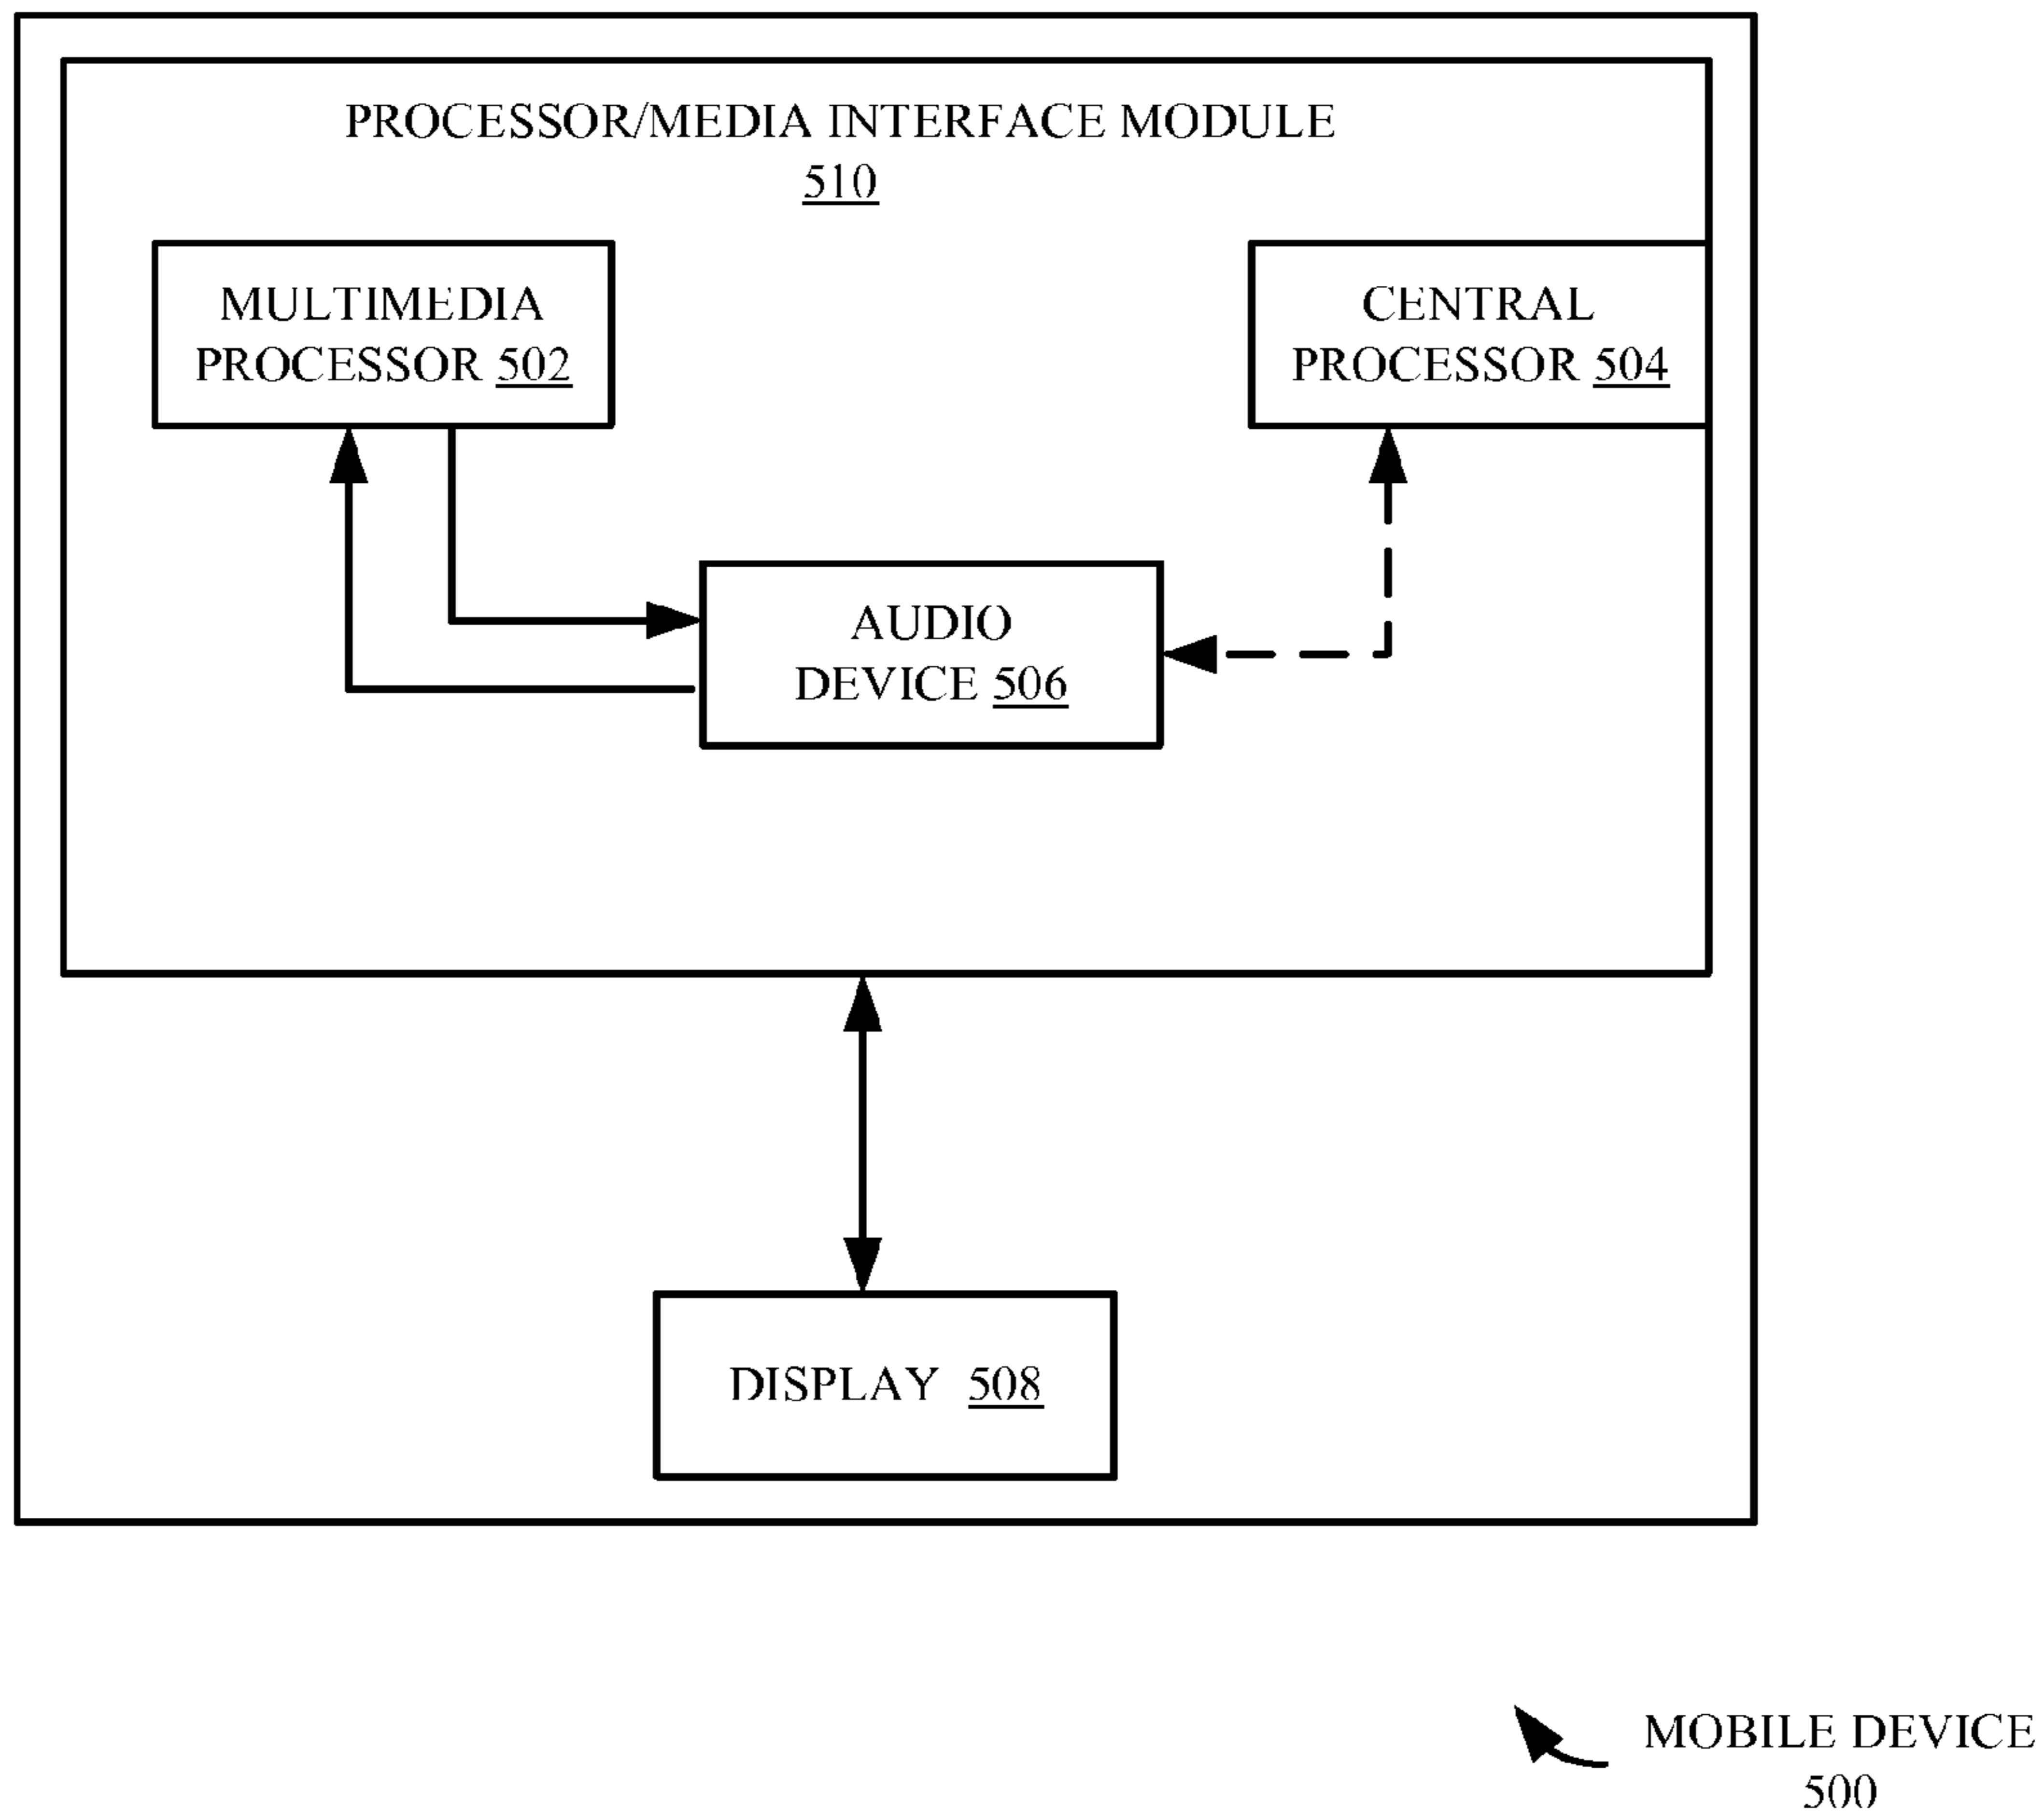 PROCESSOR/MEDIA INTERFACE MODULE
510
MULTIMEDIA
PROCESSOR 502
CENTRAL
PROCESSOR 504
AUDIO
DEVICE 506
DISPLAY 508
MOBILE DEVICE
500